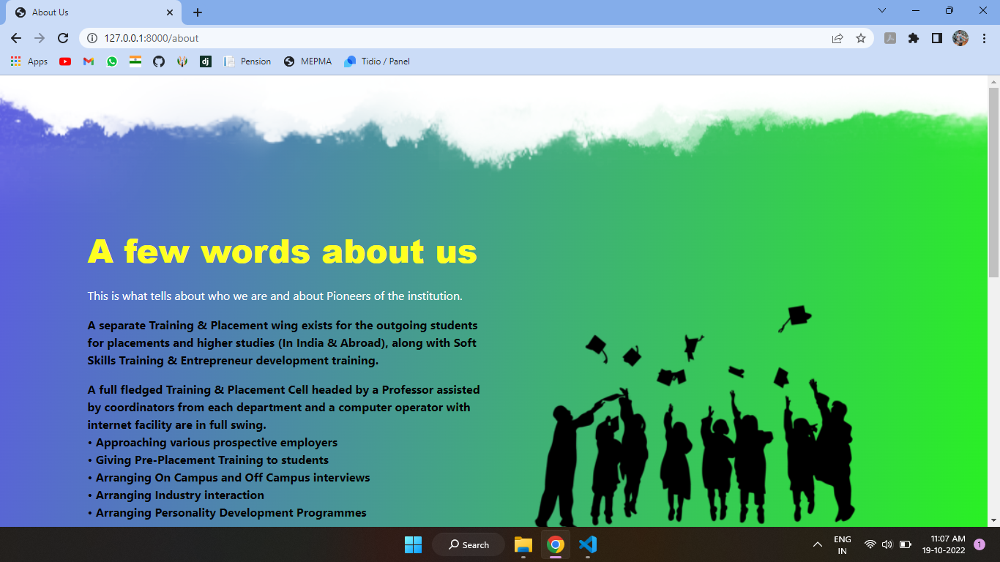 About Us
127.0.0.1:8000/about
Apps
dj
Pension
MEPMA
Tidio / Panel
A few words about us
This is what tells about who we are and about Pioneers of the institution.
A separate Training & Placement wing exists for the outgoing students
for placements and higher studies (In India & Abroad), along with Soft
Skills Training & Entrepreneur development training.
A full fledged Training & Placement Cell headed by a Professor assisted
by coordinators from each department and a computer operator with
internet facility are in full swing.
• Approaching various prospective employers
• Giving Pre-Placement Training to students
• Arranging On Campus and Off Campus interviews
• Arranging Industry interaction
• Arranging Personality Development Programmes
Search
ENG
IN
11:07 AM
19-10-2022
1